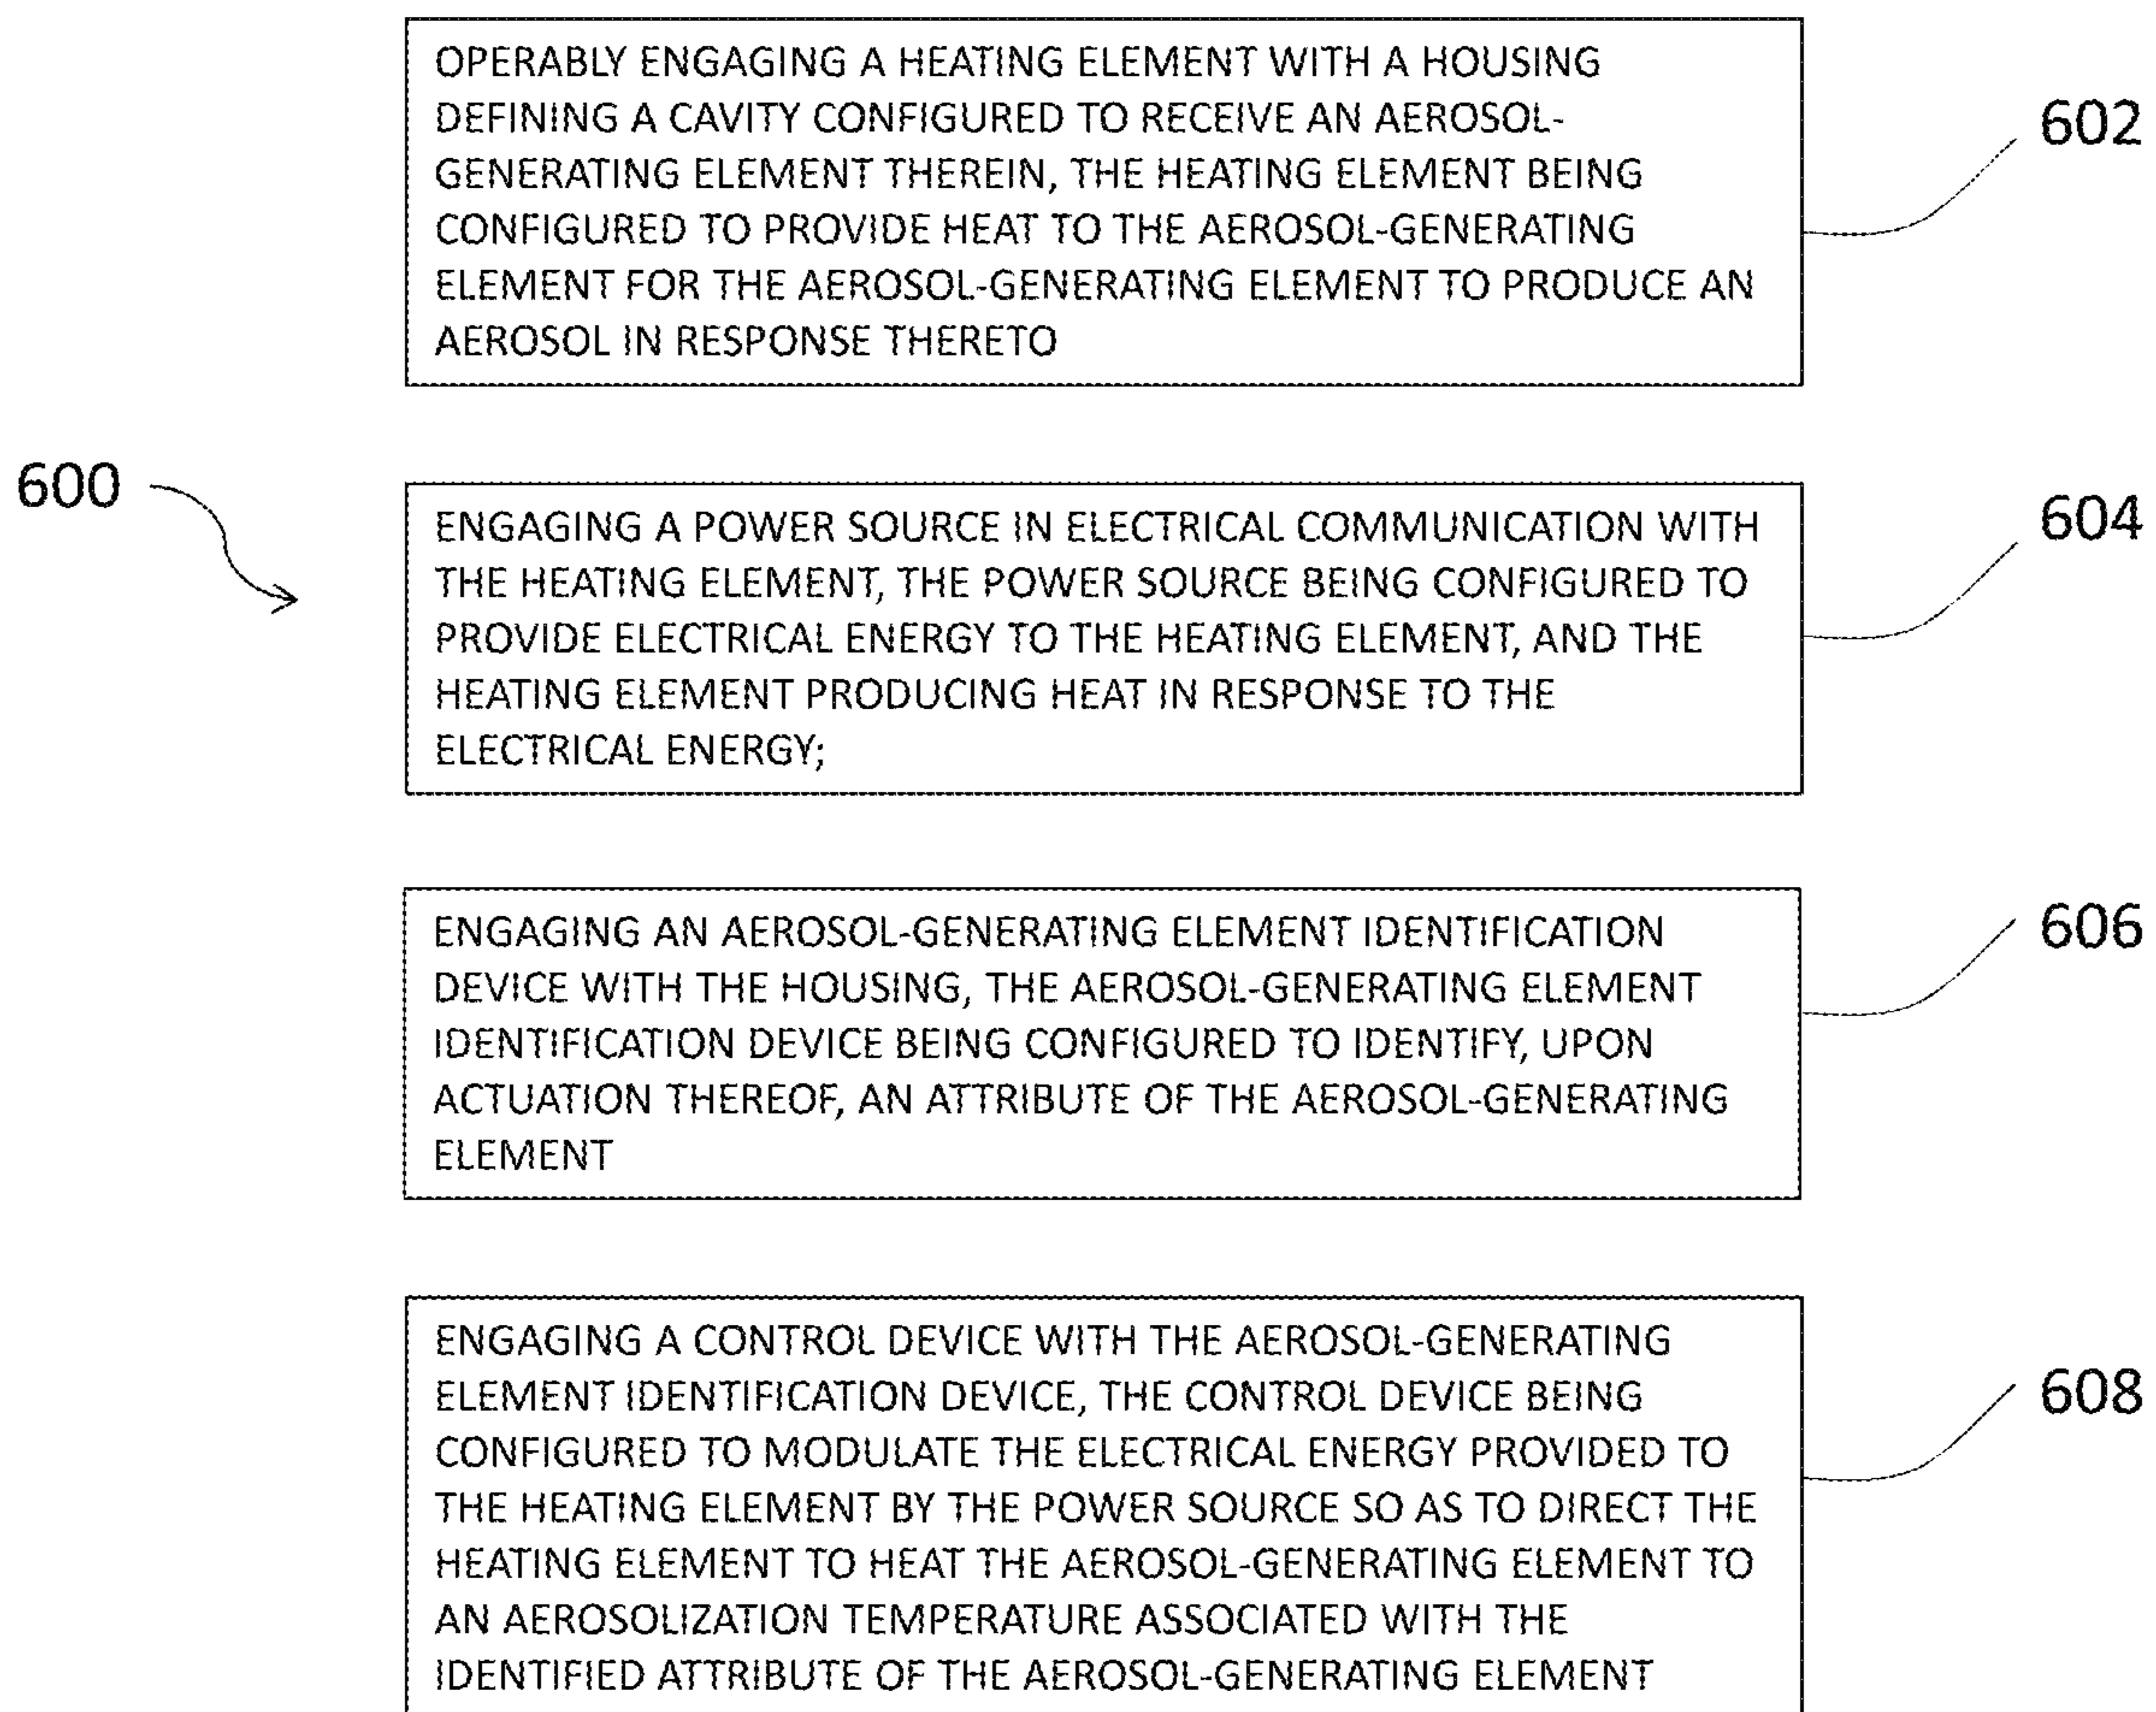 OPERABLY ENGAGING A HEATING ELEMENT WITH A HOUSING
DEFINING A CAVITY CONFIGURED TO RECEIVE AN AEROSOL-
GENERATING ELEMENT THEREIN, THE HEATING ELEMENT BEING
CONFIGURED TO PROVIDE HEAT TO THE AEROSOL-GENERATING
ELEMENT FOR THE AEROSOL-GENERATING ELEMENT TO PRODUCE AN
AEROSOL IN RESPONSE THERETO
602
600
ENGAGING A POWER SOURCE IN ELECTRICAL COMMUNICATION WITH
THE HEATING ELEMENT, THE POWER SOURCE BEING CONFIGURED TO
PROVIDE ELECTRICAL ENERGY TO THE HEATING ELEMENT, AND THE
HEATING ELEMENT PRODUCING HEAT IN RESPONSE TO THE
ELECTRICAL ENERGY;
604
ENGAGING AN AEROSOL-GENERATING ELEMENT IDENTIFICATION
DEVICE WITH THE HOUSING, THE AEROSOL-GENERATING ELEMENT
IDENTIFICATION DEVICE BEING CONFIGURED TO IDENTIFY, UPON
ACTUATION THEREOF, AN ATTRIBUTE OF THE AEROSOL-GENERATING
ELEMENT
606
ENGAGING A CONTROL DEVICE WITH THE AEROSOL-GENERATING
ELEMENT IDENTIFICATION DEVICE, THE CONTROL DEVICE BEING
CONFIGURED TO MODULATE THE ELECTRICAL ENERGY PROVIDED TO
THE HEATING ELEMENT BY THE POWER SOURCE SO AS TO DIRECT THE
HEATING ELEMENT TO HEAT THE AEROSOL-GENERATING ELEMENT TO
AN AEROSOLIZATION TEMPERATURE ASSOCIATED WITH THE
IDENTIFIED ATTRIBUTE OF THE AEROSOL-GENERATING ELEMENT
608